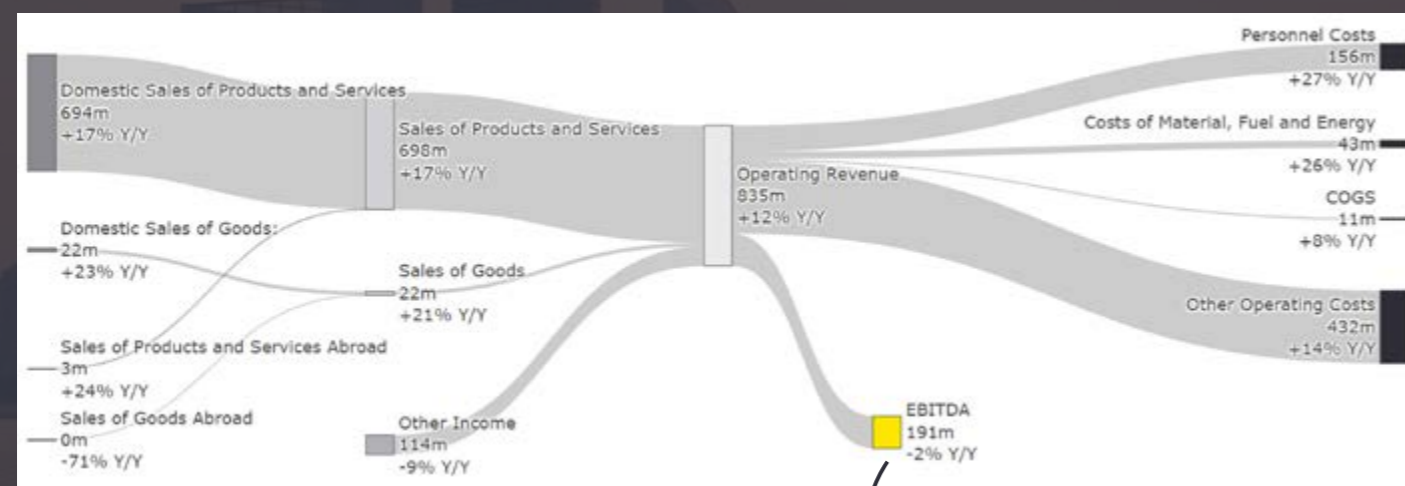 Domestic Sales of Products and Services
694m
+17% Y/Y
Domestic Sales of Goods:
22m
+23% Y/Y
Sales of Products and Services Abroad
3m
+24% Y/Y
Sales of Goods Abroad
0m
-71% Y/Y
Sales of Products and Services
698m
+17% Y/Y
Sales of Goods
22m
+21% Y/Y
Other Income
114m
-9% Y/Y
Operating Revenue
835m
+12% Y/Y
EBITDA
191m
-2% Y/Y
Personnel Costs
156m
+27% Y/Y
Costs of Material, Fuel and Energy
43m
+26% Y/Y
COGS
11m
+8% Y/Y
Other Operating Costs
432m
+14% Y/Y